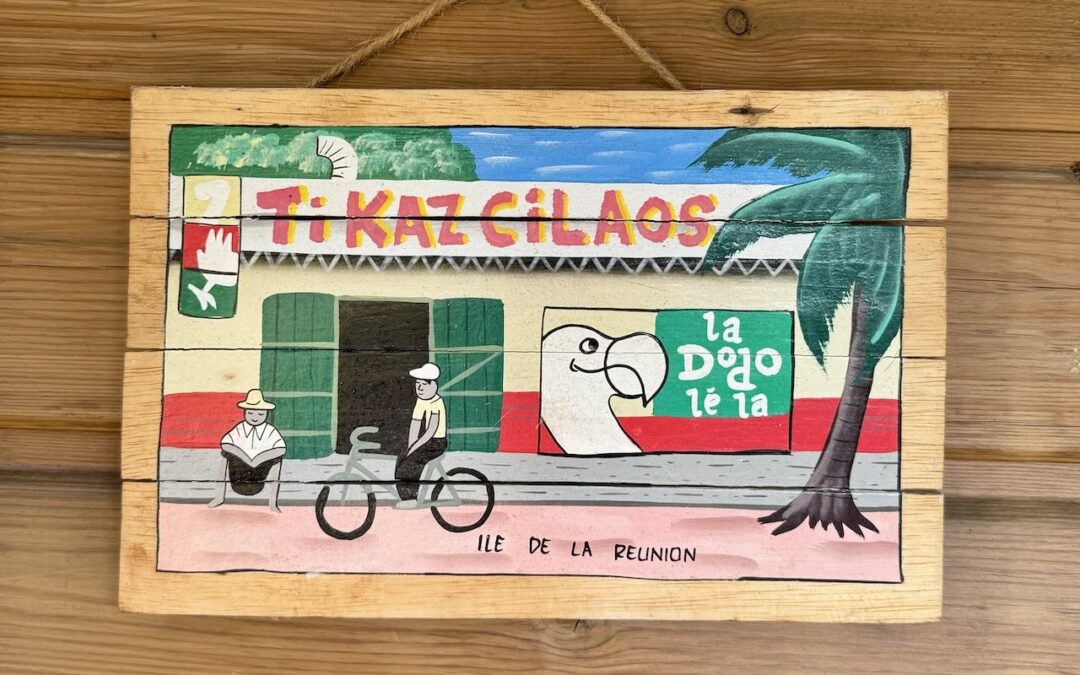 Ti KAZ CiLAOS
la
Dodo
lé la
ILE DE LA REUNION